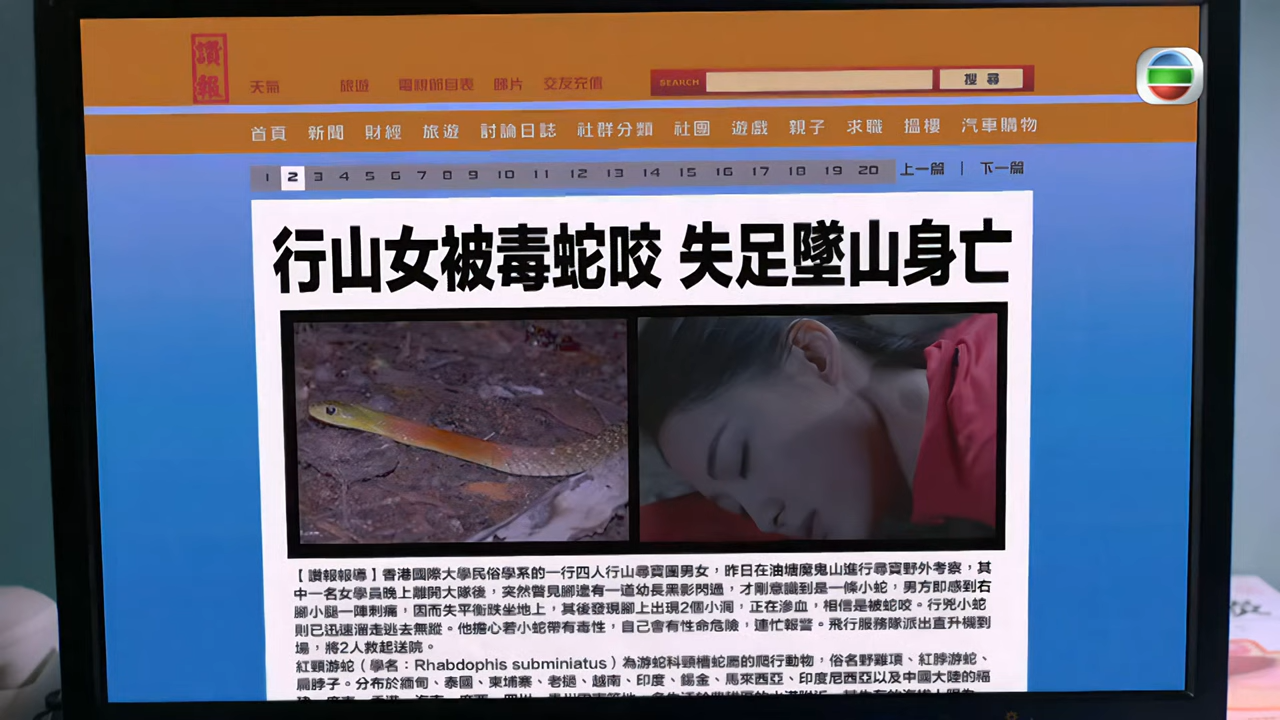 讚報
天氣 旅遊 電視節目表 睇片 交友充值 SEARCH 搜尋
首頁 新聞 財經 旅遊 討論日誌 社群分類 社團 遊戲 親子 求職 搵樓 汽車購物
1 2 3 4 5 6 7 8 9 10 11 12 13 14 15 16 17 18 19 20 上一篇 | 下一篇
行山女被毒蛇咬 失足墜山身亡
【讚報報導】香港國際大學民俗學系的一行四人行山尋寶團男女，昨日在油塘魔鬼山進行尋寶野外考察，其
中一名女學員晚上離開大隊後，突然瞥見腳邊有一道幼長黑影閃過，才剛意識到是一條小蛇，男方即感到右
腳小腿一陣刺痛，因而失平衡跌坐地上，其後發現腳上出現2個小洞，正在滲血，相信是被蛇咬。行兇小蛇
則已迅速溜走逃去無蹤。他擔心若小蛇帶有毒性，自己會有性命危險，連忙報警。飛行服務隊派出直升機到
場，將2人救起送院。
紅頸游蛇（學名：Rhabdophis subminiatus）為游蛇科頸槽蛇屬的爬行動物，俗名野雞項、紅脖游蛇、
扁脖子。分布於緬甸、泰國、柬埔寨、老撾、越南、印度、錫金、馬來西亞、印度尼西亞以及中國大陸的福